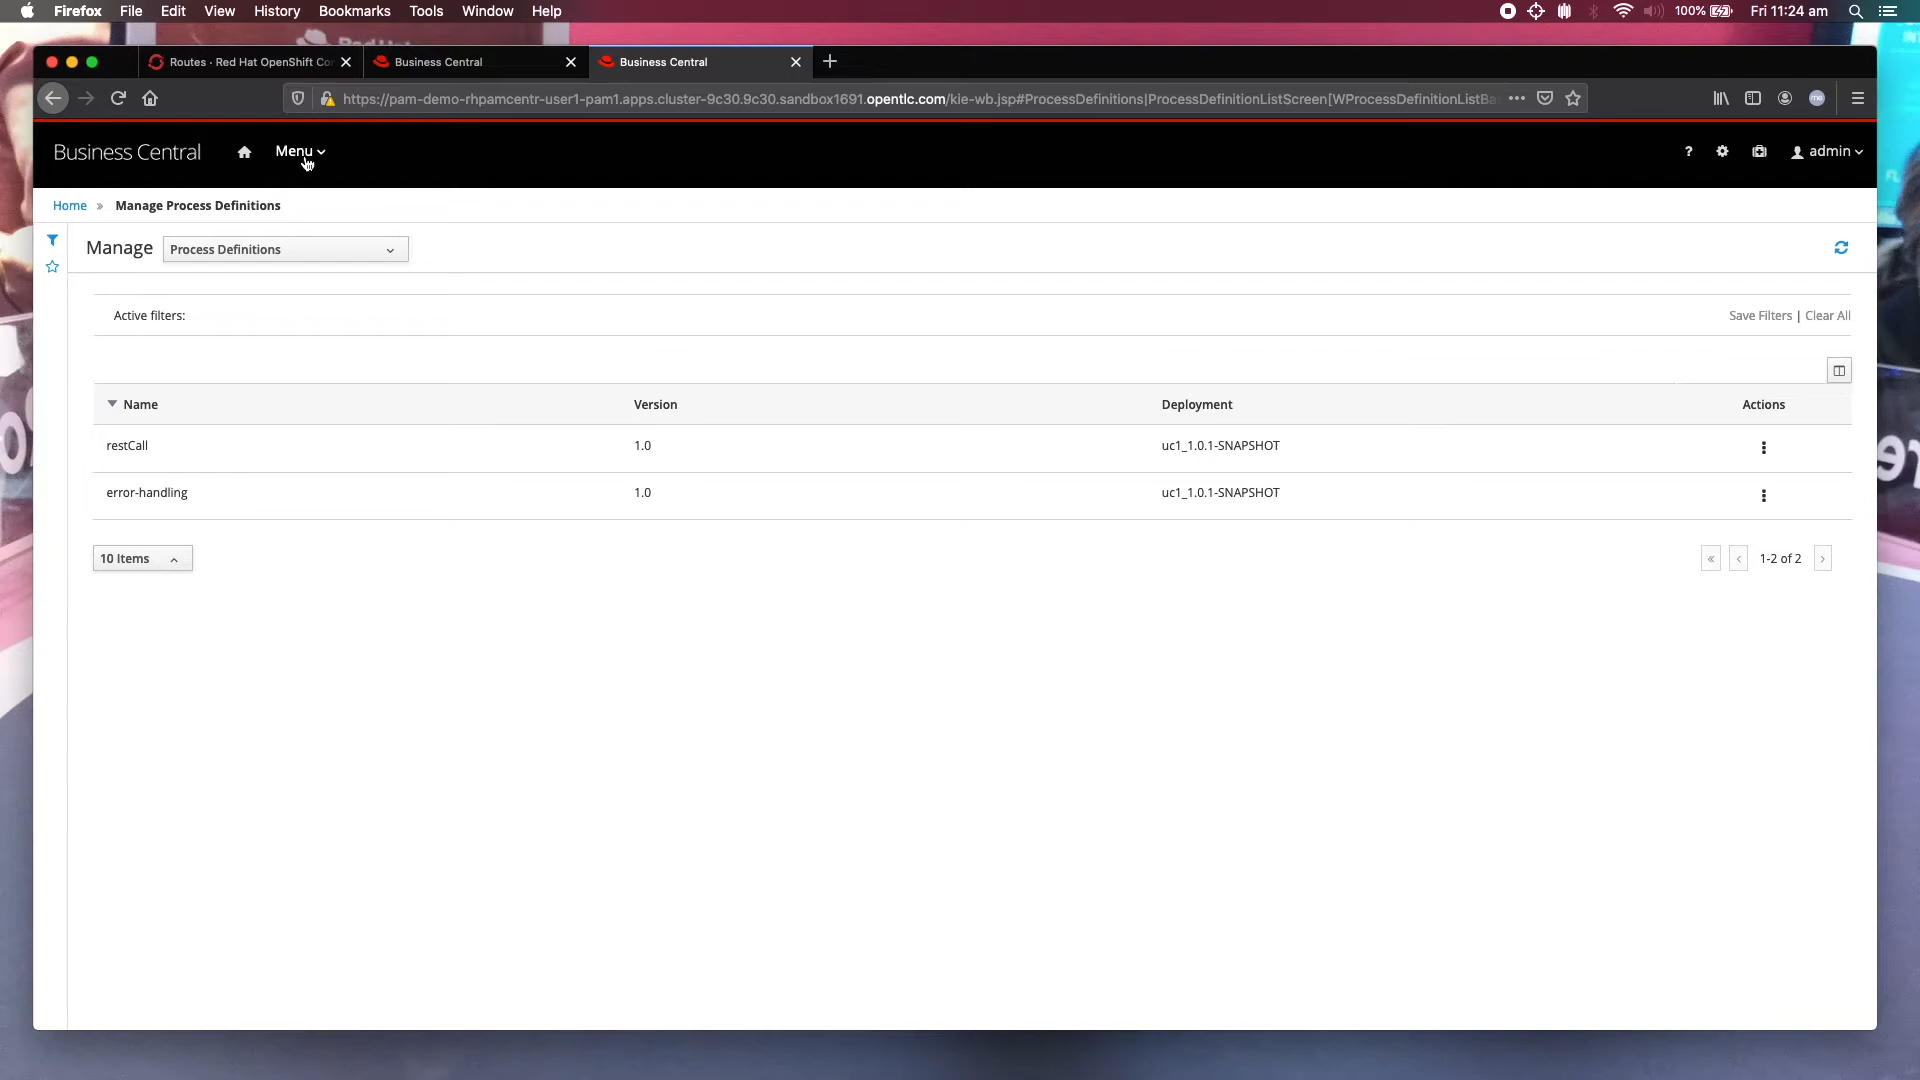 Firefox File Edit View History Bookmarks Tools Window Help 100% Fri 11:24 am
Routes · Red Hat OpenShift Co Business Central Business Central
https://pam-demo-rhpamcentr-user1-pam1.apps.cluster-9c30.9c30.sandbox1691.opentlc.com/kie-wb.jsp#ProcessDefinitions|ProcessDefinitionListScreen[WProcessDefinitionListBa
Business Central Menu ? admin
Home » Manage Process Definitions
Manage Process Definitions
Active filters: Save Filters | Clear All
Name Version Deployment Actions
restCall 1.0 uc1_1.0.1-SNAPSHOT
error-handling 1.0 uc1_1.0.1-SNAPSHOT
10 Items « ‹ 1-2 of 2 ›